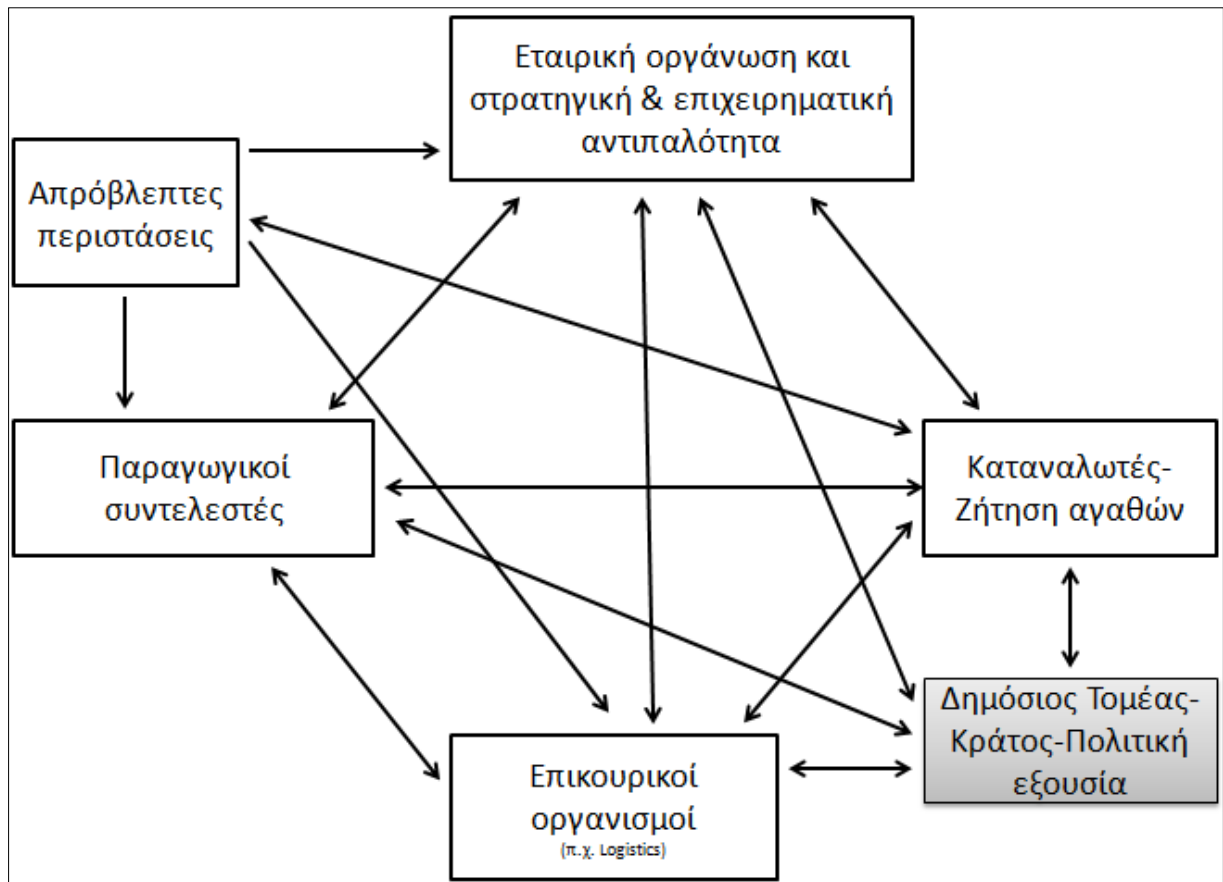 Εταιρική οργάνωση και
στρατηγική & επιχειρηματική
αντιπαλότητα
Απρόβλεπτες
περιστάσεις
Παραγωγικοί
συντελεστές
Καταναλωτές-
Ζήτηση αγαθών
Δημόσιος Τομέας-
Κράτος-Πολιτική
εξουσία
Επικουρικοί
οργανισμοί
(π.χ. Logistics)